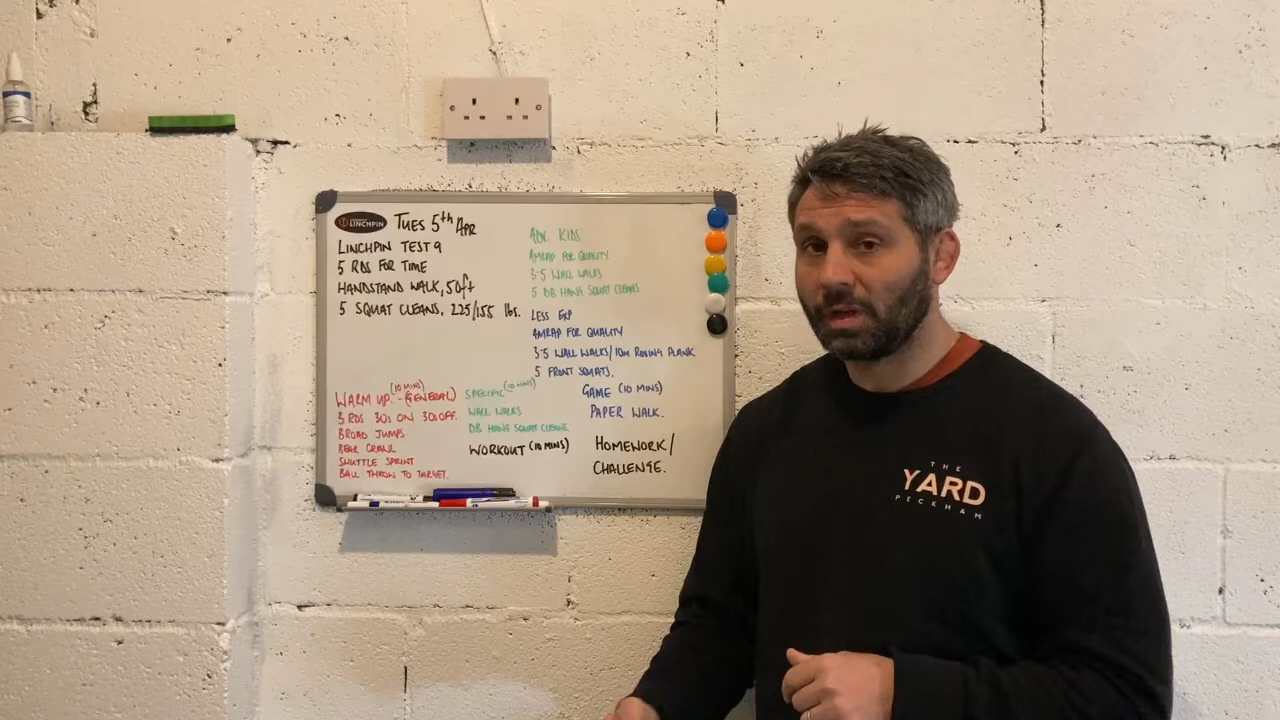 LINCHPIN
TUES 5th APR
LINCHPIN TEST 9
5 RDS FOR TIME
HANDSTAND WALK, 50ft
5 SQUAT CLEANS, 225/155 lbs.
ADV. KIDS
AMRAP FOR QUALITY
3-5 WALL WALKS
5 DB HANG SQUAT CLEANS
LESS EXP
AMRAP FOR QUALITY
3-5 WALL WALKS/10M ROVING PLANK
5 FRONT SQUATS.
WARM UP. (10 MINS) - (GENERAL)
3 RDS 30s ON 30s OFF.
BROAD JUMPS
BEAR CRAWL
SHUTTLE SPRINT
BALL THROW TO TARGET.
SPECIFIC (10 MINS)
WALL WALKS
DB HANG SQUAT CLEANS
WORKOUT (10 MINS)
GAME (10 MINS)
PAPER WALK.
HOMEWORK/
CHALLENGE.
THE
YARD
PECKHAM